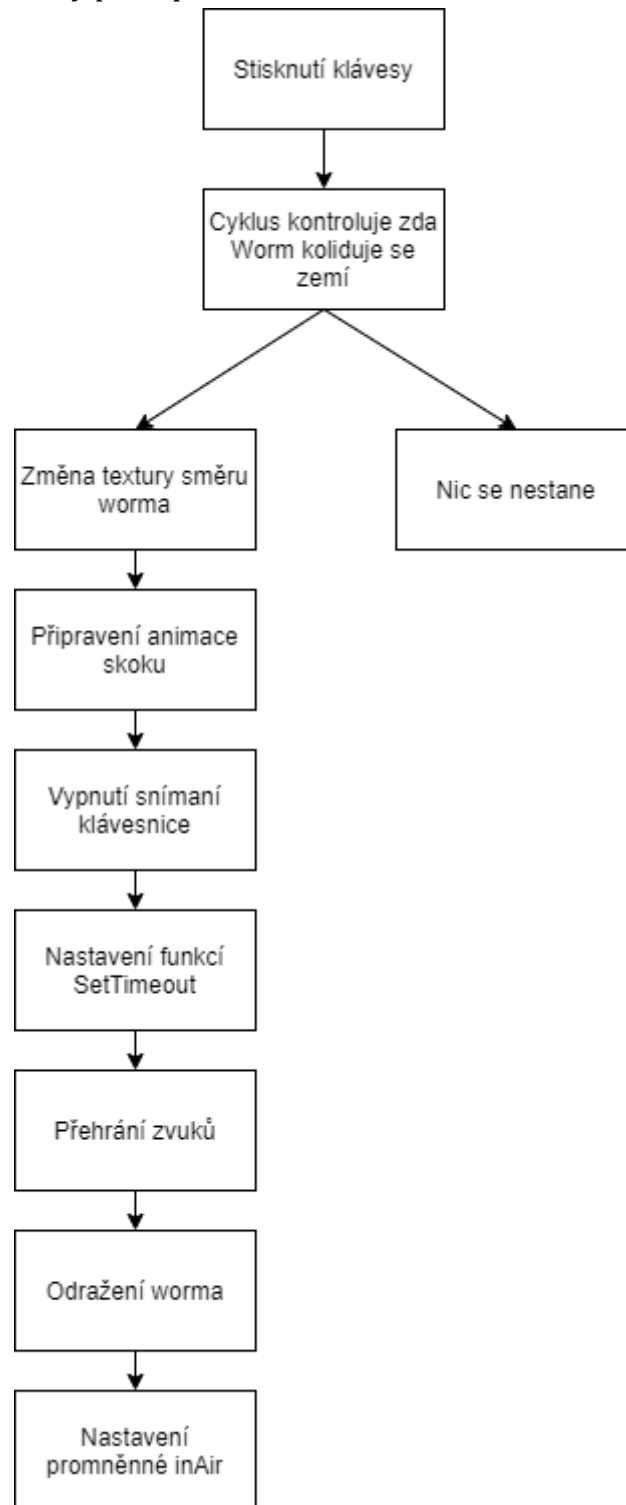 Stisknutí klávesy
Cyklus kontroluje zda
Worm koliduje se
zemí
Změna textury směru
worma
Nic se nestane
Připravení animace
skoku
Vypnutí snímaní
klávesnice
Nastavení funkcí
SetTimeout
Přehrání zvuků
Odražení worma
Nastavení
promněnné inAir